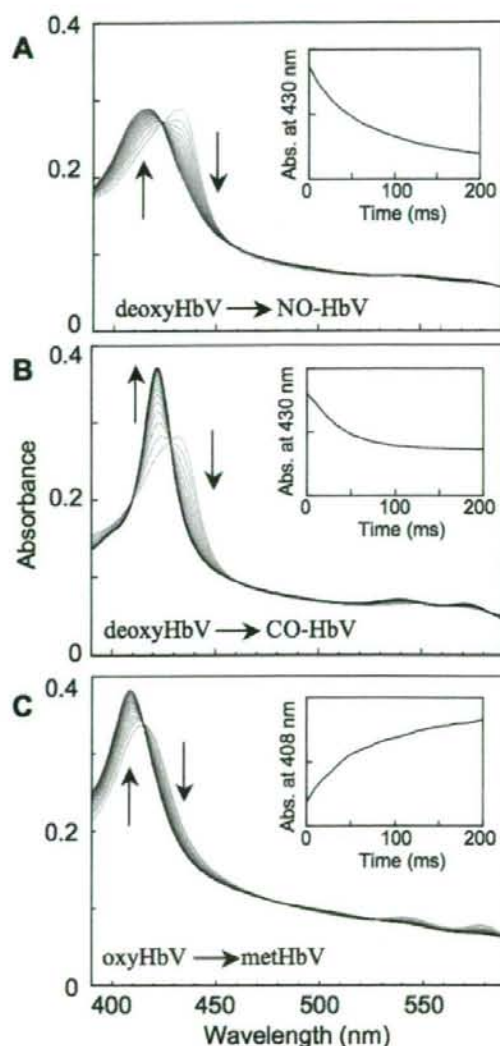 A
0.4
0.2
0
Abs. at 430 nm
0 100 200
Time (ms)
deoxyHbV → NO-HbV
B
0.4
0.2
0
Abs. at 430 nm
0 100 200
Time (ms)
deoxyHbV → CO-HbV
Absorbance
C
0.4
0.2
0
Abs. at 408 nm
0 100 200
Time (ms)
oxyHbV → metHbV
400 450 500 550
Wavelength (nm)